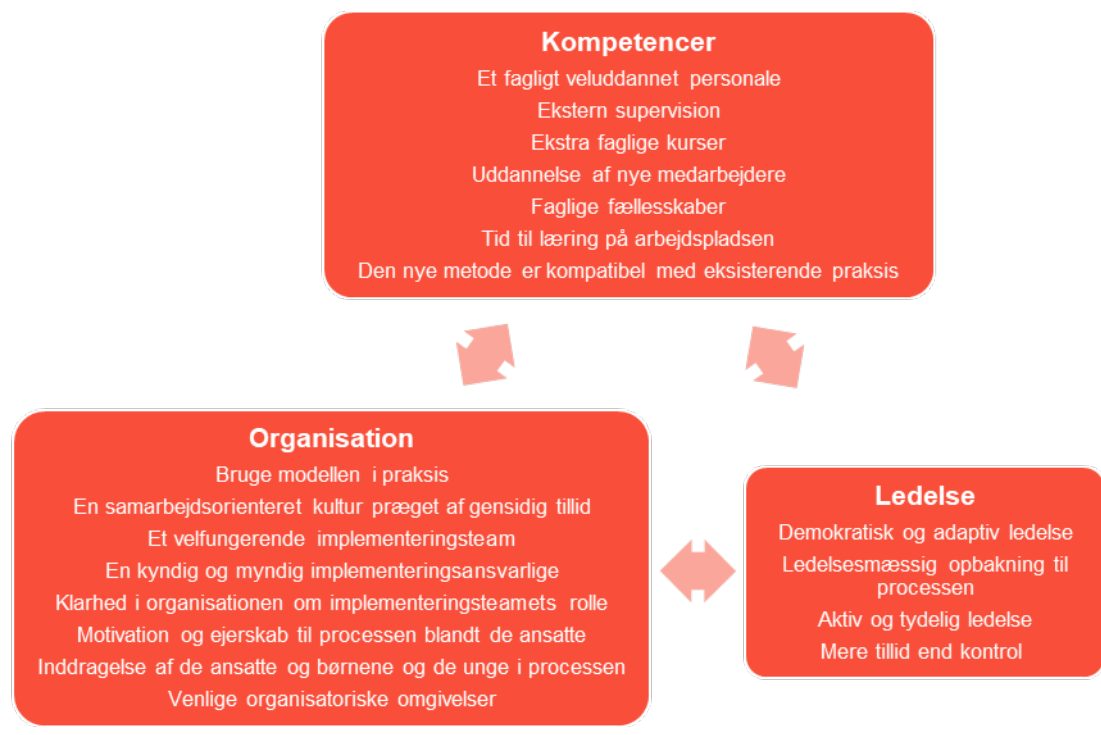 Kompetencer
Et fagligt veluddannet personale
Ekstern supervision
Ekstra faglige kurser
Uddannelse af nye medarbejdere
Faglige fællesskaber
Tid til læring på arbejdspladsen
Den nye metode er kompatibel med eksisterende praksis
Organisation
Bruge modellen i praksis
En samarbejdsorienteret kultur præget af gensidig tillid
Et velfungerende implementeringsteam
En kyndig og myndig implementeringsansvarlige
Klarhed i organisationen om implementeringsteamets rolle
Motivation og ejerskab til processen blandt de ansatte
Inddragelse af de ansatte og børnene og de unge i processen
Venlige organisatoriske omgivelser
Ledelse
Demokratisk og adaptiv ledelse
Ledelsesmæssig opbakning til
processen
Aktiv og tydelig ledelse
Mere tillid end kontrol